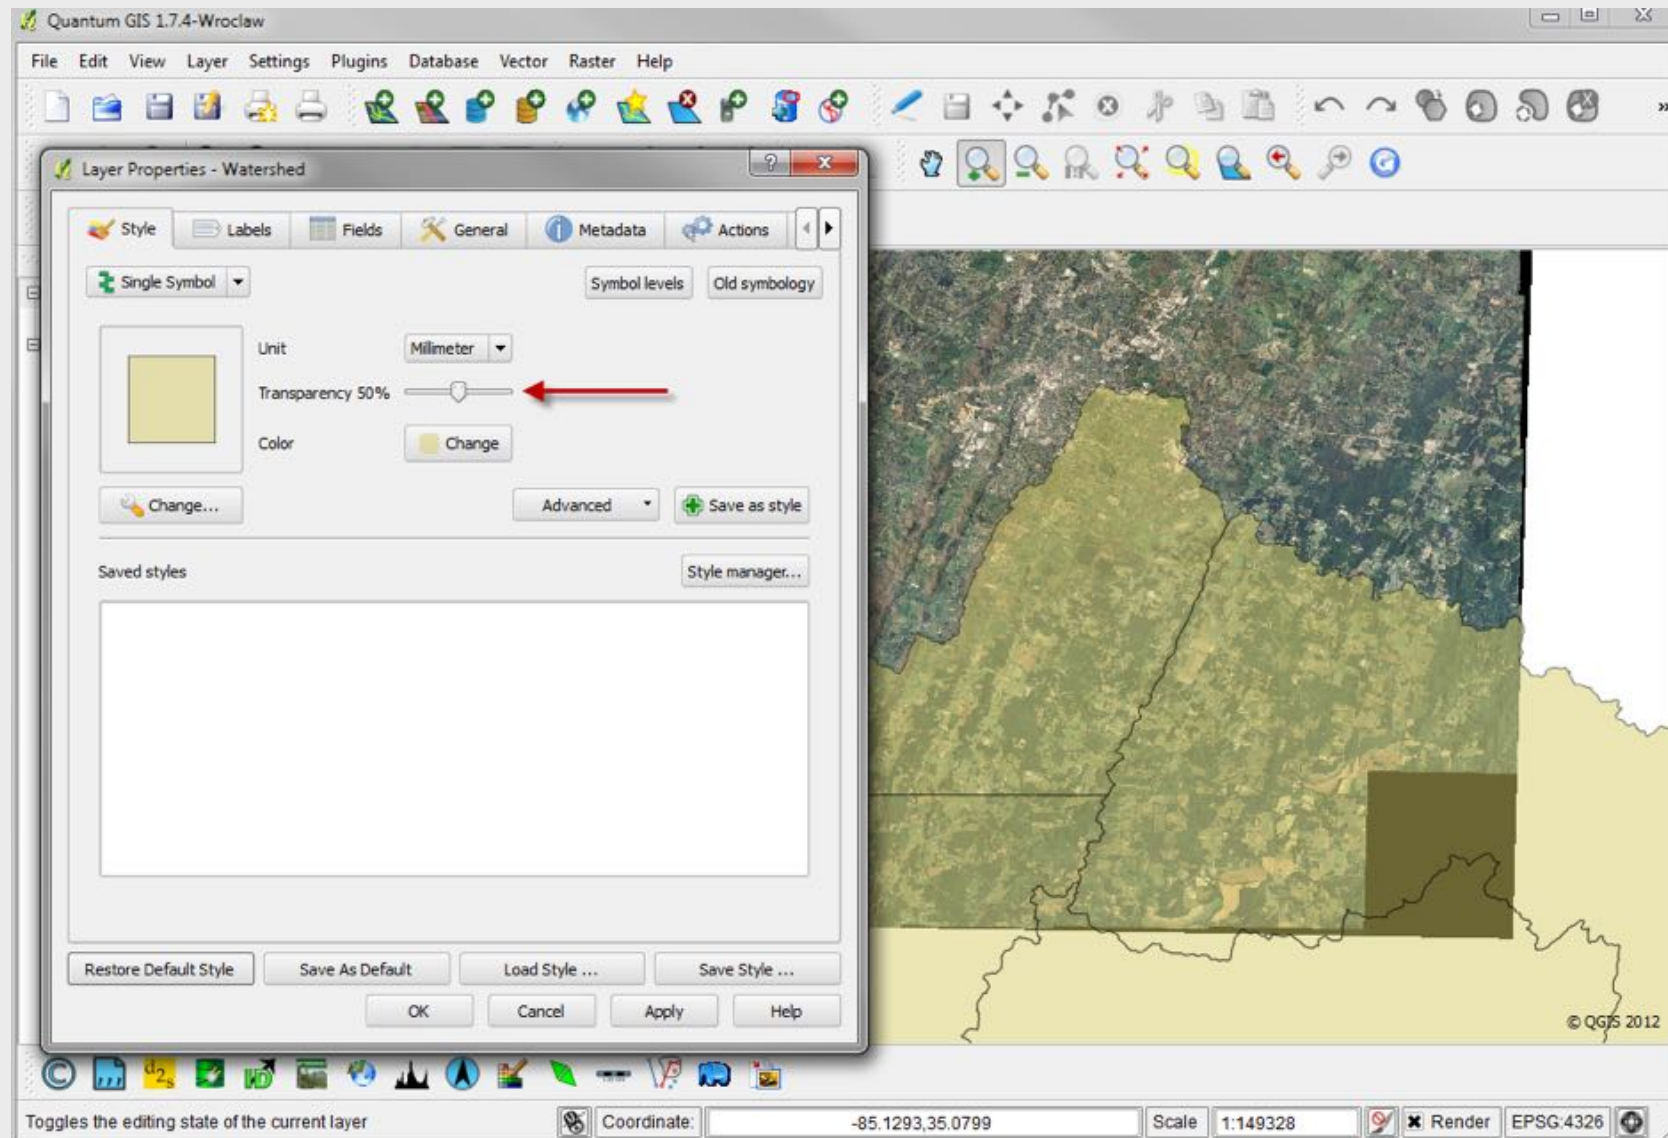 Quantum GIS 1.7.4-Wroclaw
File Edit View Layer Settings Plugins Database Vector Raster Help
»
Layer Properties - Watershed
Style Labels Fields General Metadata Actions
Single Symbol Symbol levels Old symbology
Unit Millimeter
Transparency 50%
Color Change
Change... Advanced Save as style
Saved styles Style manager...
Restore Default Style Save As Default Load Style ... Save Style ...
OK Cancel Apply Help
© QGIS 2012
Toggles the editing state of the current layer Coordinate: -85.1293,35.0799 Scale 1:149328 Render EPSG:4326